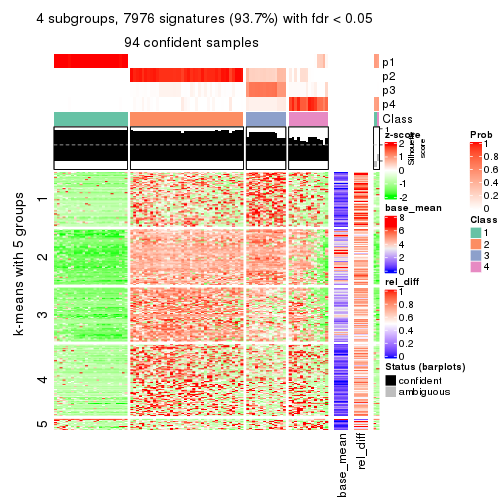 4 subgroups, 7976 signatures (93.7%) with fdr < 0.05
94 confident samples
p1
p2
p3
p4
Class
1
Silhouette
score
k-means with 5 groups
1
2
3
4
5
base_mean
rel_diff
z-score
2
1
0
-1
-2
base_mean
8
6
4
2
0
rel_diff
1
0.8
0.6
0.4
0.2
0
Status (barplots)
confident
ambiguous
Prob
1
0.8
0.6
0.4
0.2
0
Class
1
2
3
4